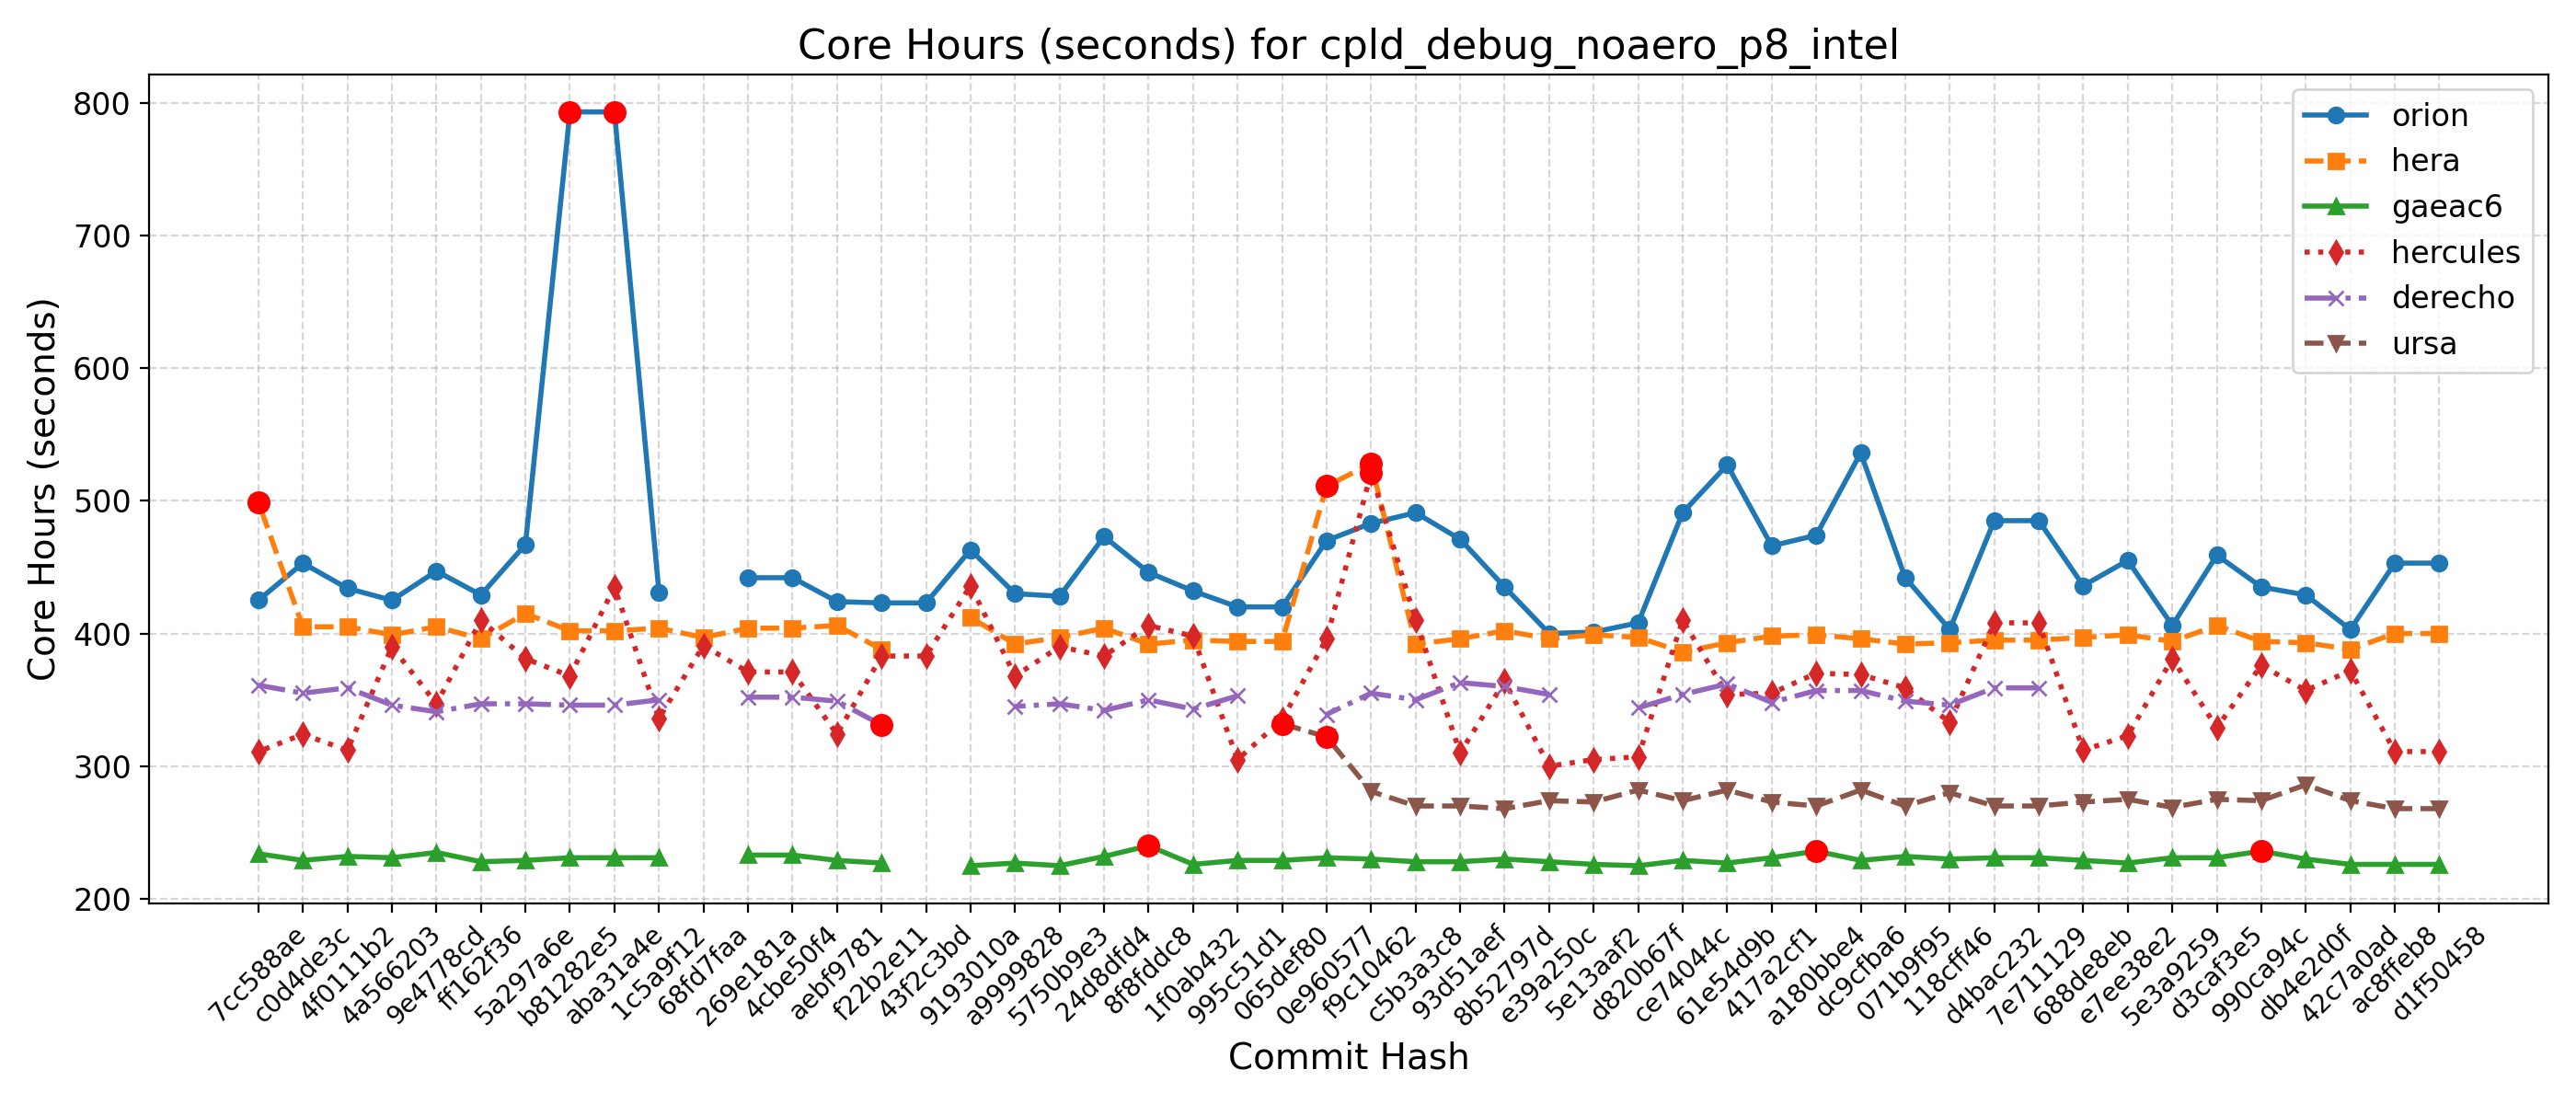 Core Hours (seconds) for cpld_debug_noaero_p8_intel
Core Hours (seconds)
800
700
600
500
400
300
200
orion
hera
gaeac6
hercules
derecho
ursa
7cc588ae
c0d4de3c
4f0111b2
4a566203
9e4778cd
ff162f36
5a297a6e
b81282e5
aba31a4e
1c5a9f12
68fd7faa
269e181a
4cbe50f4
aebf9781
f22b2e11
43f2c3bd
9193010a
a9999828
5750b9e3
24d8dfd4
8f8fddc8
1f0ab432
995c51d1
065def80
0e960577
f9c10462
c5b3a3c8
93d51aef
8b52797d
e39a250c
5e13aaf2
d820b67f
ce74044c
61e54d9b
417a2cf1
a180bbe4
dc9cfba6
071b9f95
118cff46
d4bac232
7e711129
688de8eb
e7ee38e2
5e3a9259
d3caf3e5
990ca94c
db4e2d0f
42c7a0ad
ac8ffeb8
d1f50458
Commit Hash